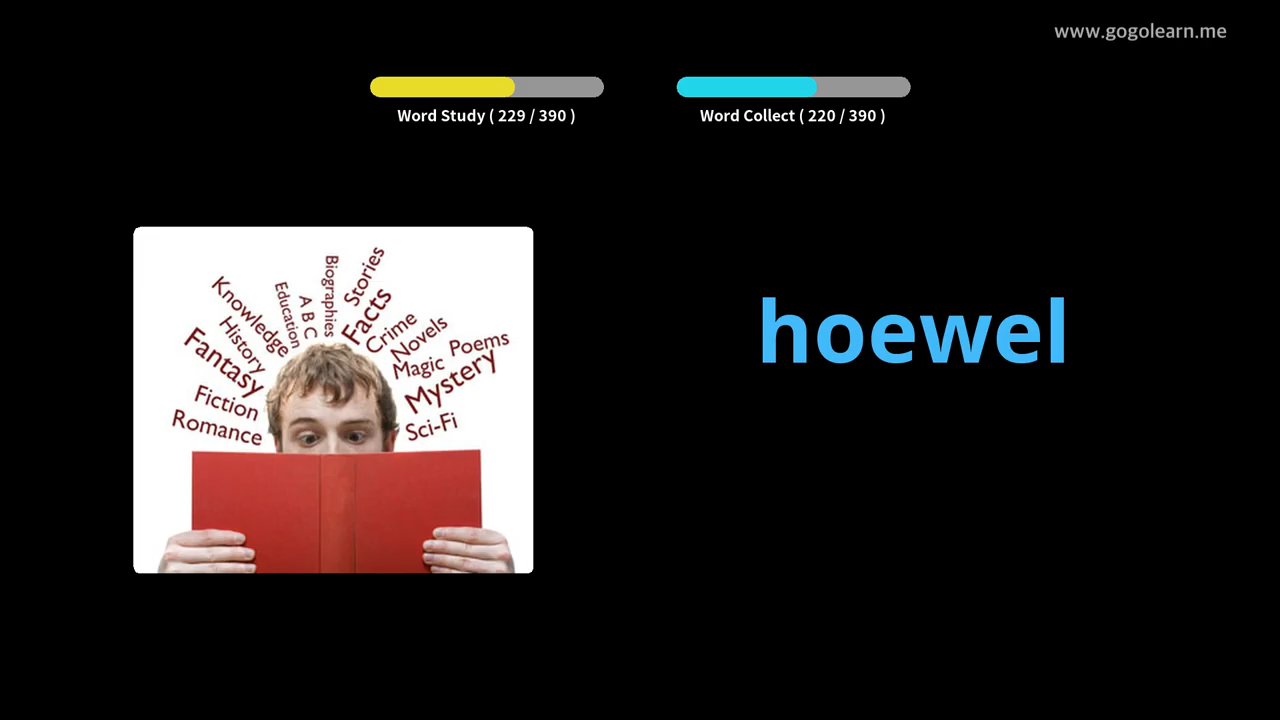 www.gogolearn.me
Word Study ( 229 / 390 )
Word Collect ( 220 / 390 )
Stories
Biographies
Facts
A B C
Education
Knowledge
Crime
Novels
History
Poems
Fantasy
Magic
Mystery
Fiction
Sci-Fi
Romance
hoewel